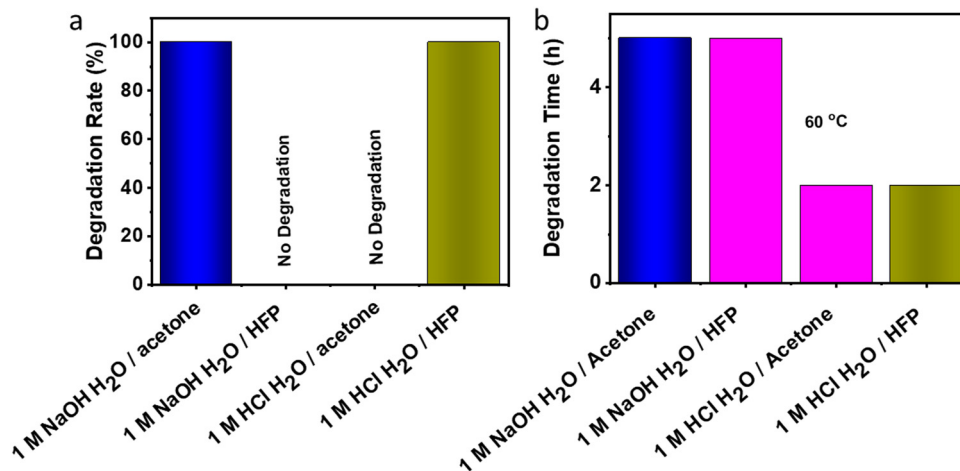 a
Degradation Rate (%)
100
80
60
40
20
0
No Degradation
No Degradation
1 M NaOH H₂O / acetone
1 M NaOH H₂O / HFP
1 M HCl H₂O / acetone
1 M HCl H₂O / HFP
b
Degradation Time (h)
4
2
0
60 °C
1 M NaOH H₂O / Acetone
1 M NaOH H₂O / HFP
1 M HCl H₂O / Acetone
1 M HCl H₂O / HFP